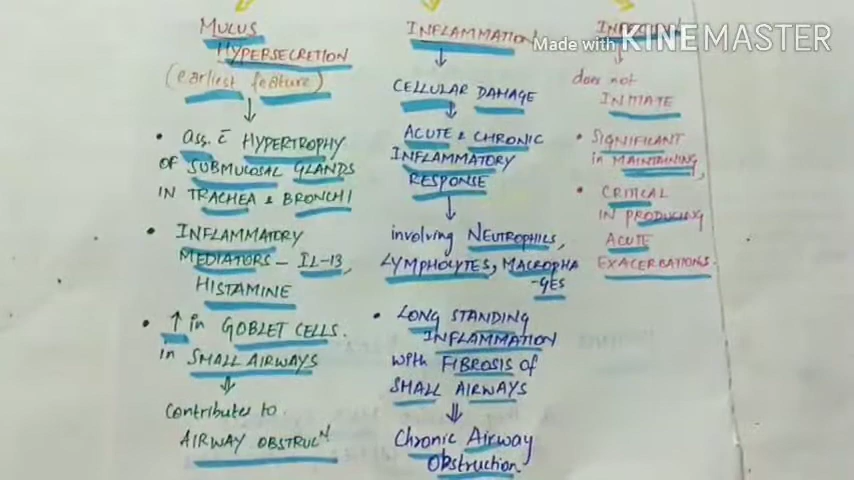 MULUS
HYPERSECRETION
(earliest feature)
↓
• ass. c̄ HYPERTROPHY
OF SUBMUCOSAL GLANDS
IN TRACHEA & BRONCHI
• INFLAMMATORY
MEDIATORS – IL-13,
HISTAMINE
• ↑ in GOBLET CELLS.
in SMALL AIRWAYS
⇓
Contributes to
AIRWAY OBSTRUCᴺ
INFLAMMATION
↓
CELLULAR DAMAGE
↓
ACUTE & CHRONIC
INFLAMMATORY
RESPONSE
↓
involving NEUTROPHILS,
LYMPHOLYTES, MACROPHA
-GES
• LONG STANDING
INFLAMMATION
with FIBROSIS of
SMALL AIRWAYS
⇓
Chronic Airway
Obstruction
INFECTION
↓
does not
INITIATE
• SIGNIFICANT
in MAINTAINING,
• CRITICAL
IN PRODUCING
ACUTE
EXACERBATIONS.
Made with KINEMASTER